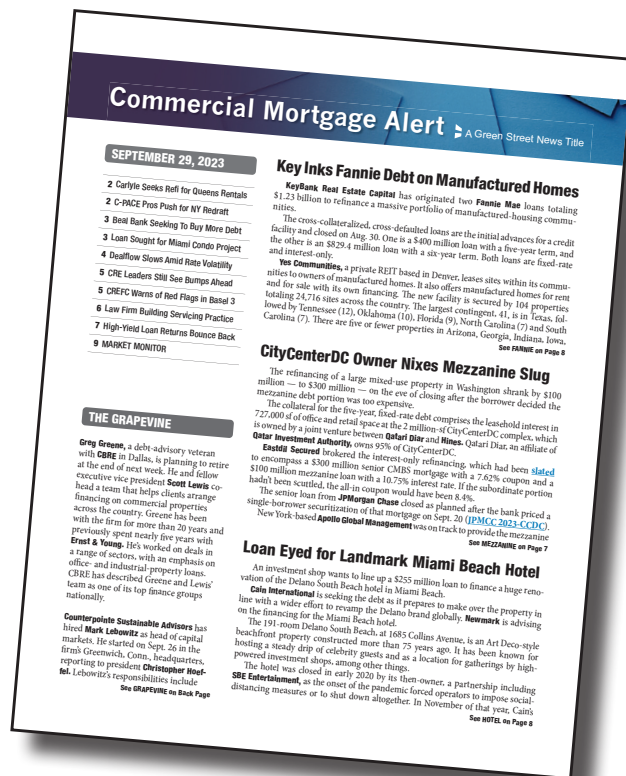 Commercial Mortgage Alert
A Green Street News Title
SEPTEMBER 29, 2023
2 Carlyle Seeks Refi for Queens Rentals
2 C-PACE Pros Push for NY Redraft
3 Beal Bank Seeking To Buy More Debt
3 Loan Sought for Miami Condo Project
4 Dealflow Slows Amid Rate Volatility
5 CRE Leaders Still See Bumps Ahead
5 CREFC Warns of Red Flags in Basel 3
6 Law Firm Building Servicing Practice
7 High-Yield Loan Returns Bounce Back
9 MARKET MONITOR
THE GRAPEVINE
Greg Greene, a debt-advisory veteran
with CBRE in Dallas, is planning to retire
at the end of next week. He and fellow
executive vice president Scott Lewis co-
head a team that helps clients arrange
financing on commercial properties
across the country. Greene has been
with the firm for more than 20 years and
previously spent nearly five years with
Ernst & Young. He's worked on deals in
a range of sectors, with an emphasis on
office- and industrial-property loans.
CBRE has described Greene and Lewis'
team as one of its top finance groups
nationally.
Counterpointe Sustainable Advisors has
hired Mark Lebowitz as head of capital
markets. He started on Sept. 26 in the
firm's Greenwich, Conn., headquarters,
reporting to president Christopher Hoef-
fel. Lebowitz's responsibilities include
See GRAPEVINE on Back Page
Key Inks Fannie Debt on Manufactured Homes
KeyBank Real Estate Capital has originated two Fannie Mae loans totaling
$1.23 billion to refinance a massive portfolio of manufactured-housing commu-
nities.
The cross-collateralized, cross-defaulted loans are the initial advances for a credit
facility and closed on Aug. 30. One is a $400 million loan with a five-year term, and
the other is an $829.4 million loan with a six-year term. Both loans are fixed-rate
and interest-only.
Yes Communities, a private REIT based in Denver, leases sites within its commu-
nities to owners of manufactured homes. It also offers manufactured homes for rent
and for sale with its own financing. The new facility is secured by 104 properties
totaling 24,716 sites across the country. The largest contingent, 41, is in Texas, fol-
lowed by Tennessee (12), Oklahoma (10), Florida (9), North Carolina (7) and South
Carolina (7). There are five or fewer properties in Arizona, Georgia, Indiana, Iowa,
See FANNIE on Page 8
CityCenterDC Owner Nixes Mezzanine Slug
The refinancing of a large mixed-use property in Washington shrank by $100
million — to $300 million — on the eve of closing after the borrower decided the
mezzanine debt portion was too expensive.
The collateral for the five-year, fixed-rate debt comprises the leasehold interest in
727,000 sf of office and retail space at the 2 million-sf CityCenterDC complex, which
is owned by a joint venture between Qatari Diar and Hines. Qatari Diar, an affiliate of
Qatar Investment Authority, owns 95% of CityCenterDC.
Eastdil Secured brokered the interest-only refinancing, which had been slated
to encompass a $300 million senior CMBS mortgage with a 7.62% coupon and a
$100 million mezzanine loan with a 10.75% interest rate. If the subordinate portion
hadn't been scuttled, the all-in coupon would have been 8.4%.
The senior loan from JPMorgan Chase closed as planned after the bank priced a
single-borrower securitization of that mortgage on Sept. 20 (JPMCC 2023-CCDC).
New York-based Apollo Global Management was on track to provide the mezzanine
See MEZZANINE on Page 7
Loan Eyed for Landmark Miami Beach Hotel
An investment shop wants to line up a $255 million loan to finance a huge reno-
vation of the Delano South Beach hotel in Miami Beach.
Cain International is seeking the debt as it prepares to make over the property in
line with a wider effort to revamp the Delano brand globally. Newmark is advising
on the financing for the Miami Beach hotel.
The 191-room Delano South Beach, at 1685 Collins Avenue, is an Art Deco-style
beachfront property constructed more than 75 years ago. It has been known for
hosting a steady drip of celebrity guests and as a location for gatherings by high-
powered investment shops, among other things.
The hotel was closed in early 2020 by its then-owner, a partnership including
SBE Entertainment, as the onset of the pandemic forced operators to impose social-
distancing measures or to shut down altogether. In November of that year, Cain's
See HOTEL on Page 8